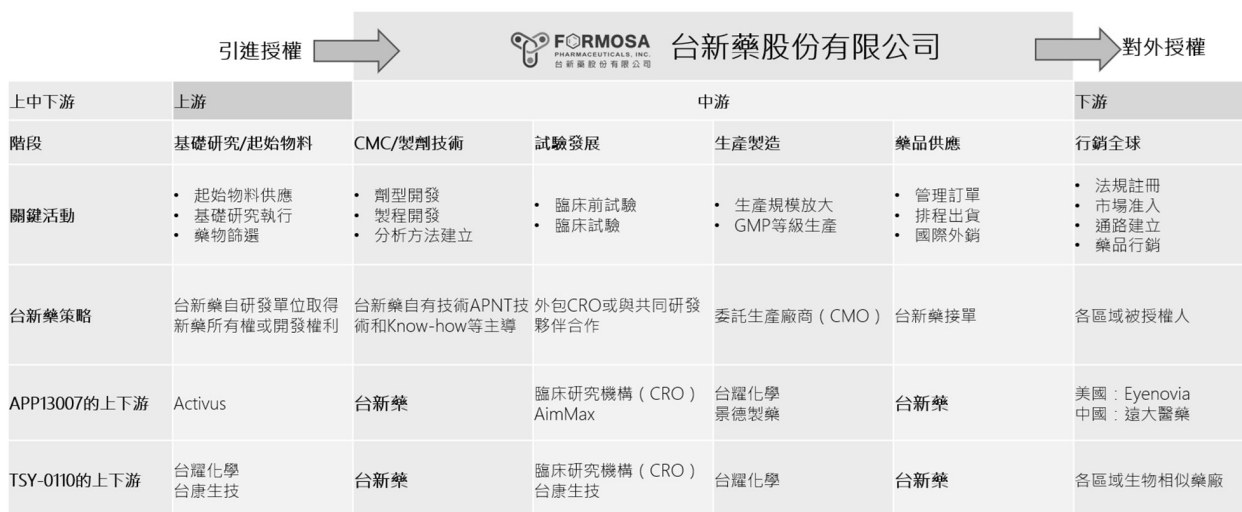 引進授權
FORMOSA
PHARMACEUTICALS, INC.
台新藥股份有限公司
台新藥股份有限公司
對外授權
上中下游 上游 中游 下游
階段 基礎研究/起始物料 CMC/製劑技術 試驗發展 生產製造 藥品供應 行銷全球
關鍵活動
• 起始物料供應
• 基礎研究執行
• 藥物篩選
• 劑型開發
• 製程開發
• 分析方法建立
• 臨床前試驗
• 臨床試驗
• 生產規模放大
• GMP等級生產
• 管理訂單
• 排程出貨
• 國際外銷
• 法規註冊
• 市場准入
• 通路建立
• 藥品行銷
台新藥策略
台新藥自研發單位取得
新藥所有權或開發權利
台新藥自有技術APNT技
術和Know-how等主導
外包CRO或與共同研發
夥伴合作
委託生產廠商（CMO）
台新藥接單
各區域被授權人
APP13007的上下游
Activus
台新藥
臨床研究機構（CRO）
AimMax
台耀化學
景德製藥
台新藥
美國：Eyenovia
中國：遠大醫藥
TSY-0110的上下游
台耀化學
台康生技
台新藥
臨床研究機構（CRO）
台康生技
台耀化學
台新藥
各區域生物相似藥廠